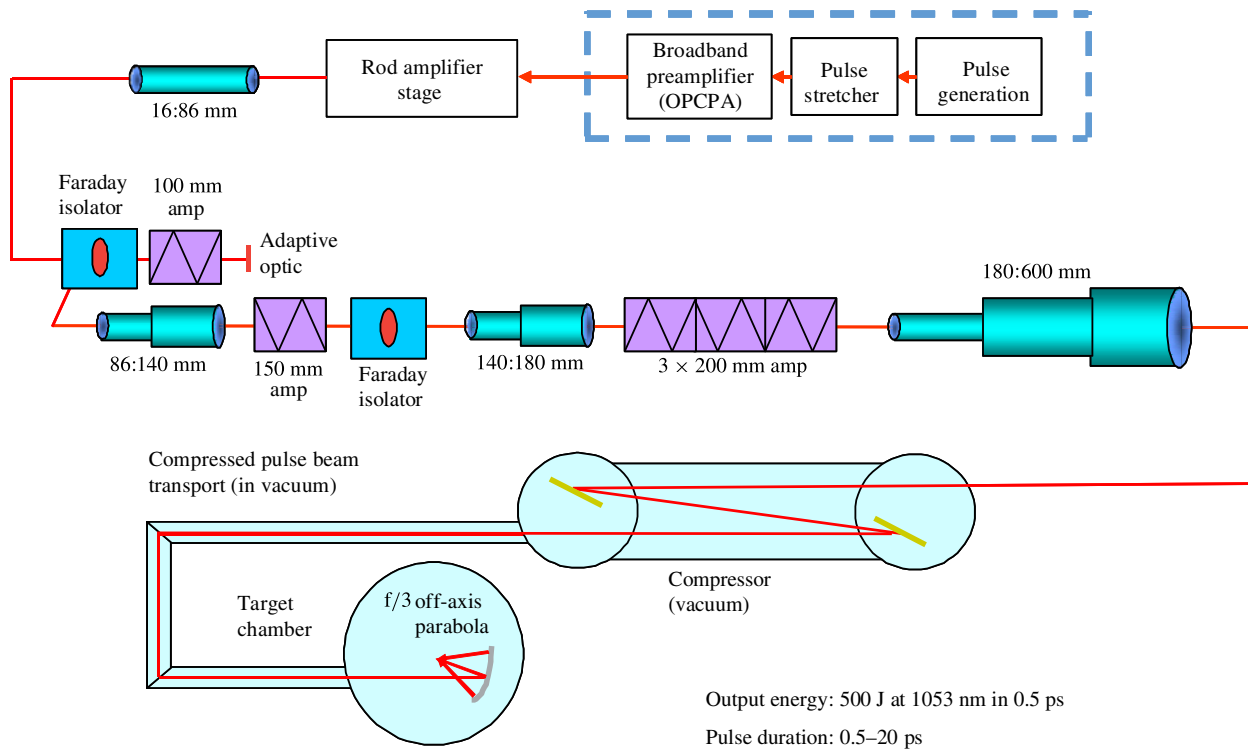 Rod amplifier
stage
Broadband
preamplifier
(OPCPA)
Pulse
stretcher
Pulse
generation
16:86 mm
Faraday
isolator
100 mm
amp
Adaptive
optic
86:140 mm
150 mm
amp
Faraday
isolator
140:180 mm
3 × 200 mm amp
180:600 mm
Compressed pulse beam
transport (in vacuum)
Compressor
(vacuum)
Target
chamber
f/3 off-axis
parabola
Output energy: 500 J at 1053 nm in 0.5 ps
Pulse duration: 0.5–20 ps